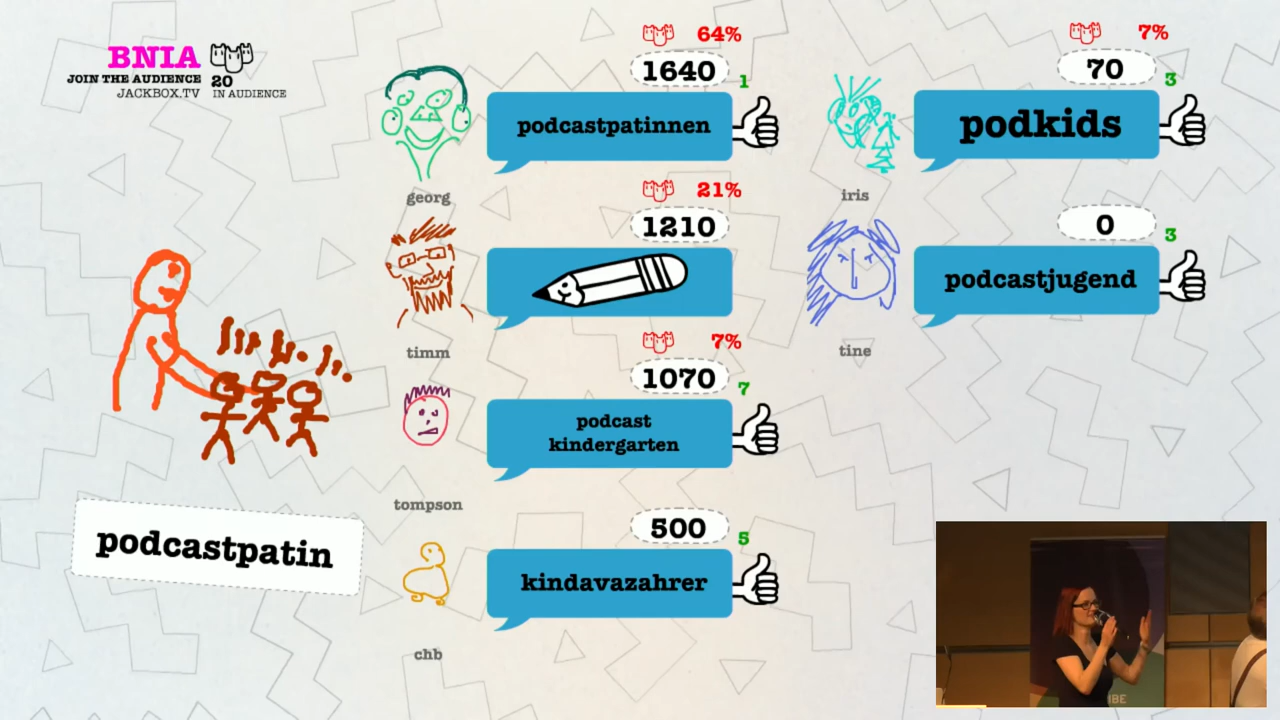 BNIA
JOIN THE AUDIENCE
JACKBOX.TV
20
IN AUDIENCE
64%
1640
1
podcastpatinnen
georg
21%
1210
timm
7%
1070
7
podcast
kindergarten
tompson
500
5
kindavazahrer
chb
7%
70
3
podkids
iris
0
3
podcastjugend
tine
podcastpatin
IBE